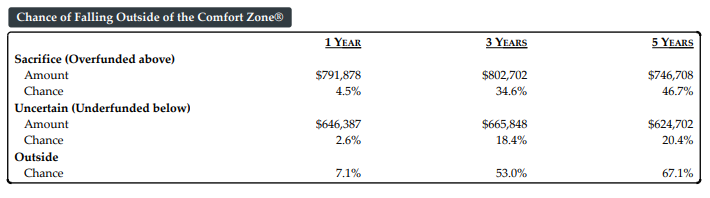 Chance of Falling Outside of the Comfort Zone®
1 YEAR 3 YEARS 5 YEARS
Sacrifice (Overfunded above)
Amount $791,878 $802,702 $746,708
Chance 4.5% 34.6% 46.7%
Uncertain (Underfunded below)
Amount $646,387 $665,848 $624,702
Chance 2.6% 18.4% 20.4%
Outside
Chance 7.1% 53.0% 67.1%